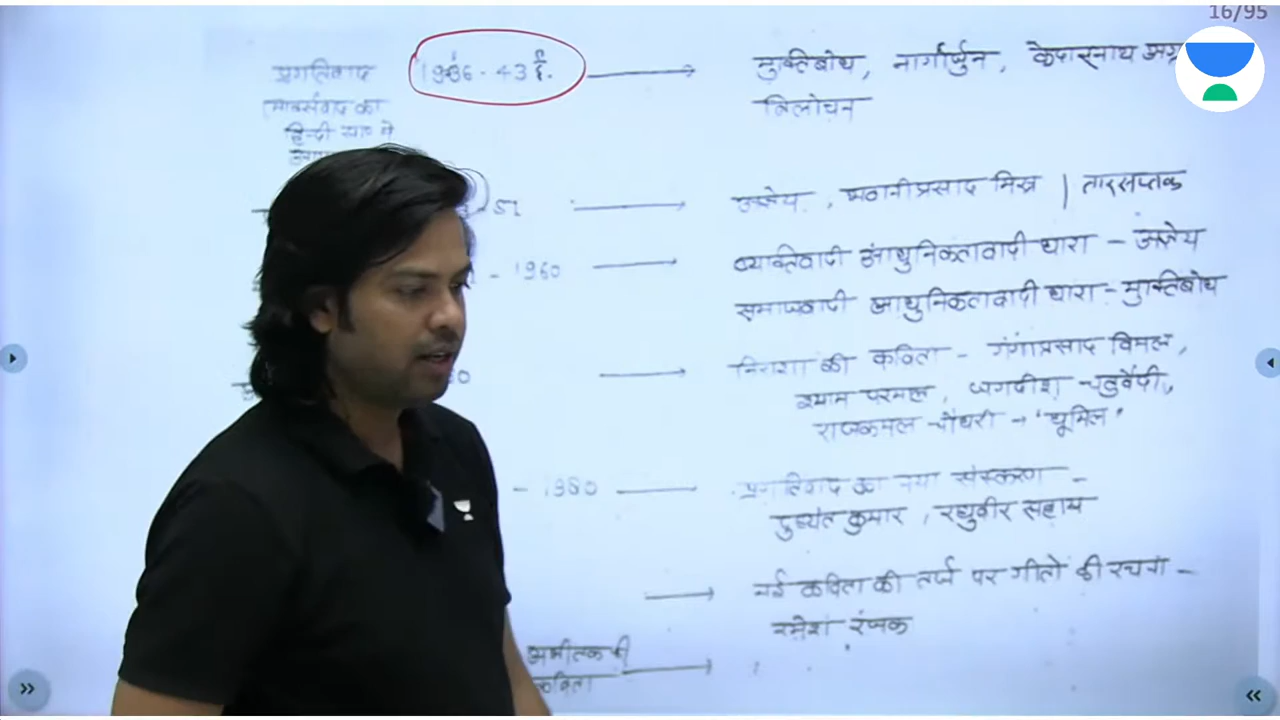 16/95
प्रगतिवाद 1936 - 43 ई. मुक्तिबोध, नागार्जुन, केदारनाथ अग्र
मार्क्सवाद का त्रिलोचन
हिन्दी
52 अज्ञेय, भवानीप्रसाद मिश्र | तारसप्तक
- 1960 व्यक्तिवादी आधुनिकतावादी धारा - अज्ञेय
समाजवादी आधुनिकतावादी धारा - मुक्तिबोध
निराशा की कविता - गंगाप्रसाद विमल,
श्याम परमार, जगदीश चतुर्वेदी,
राजकमल चौधरी → 'धूमिल'
- 1980 प्रगतिवाद का नया संस्करण -
दुष्यंत कुमार, रघुवीर सहाय
नई कविता की तर्ज पर गीतों की रचना -
रमेश रंजक
कविता